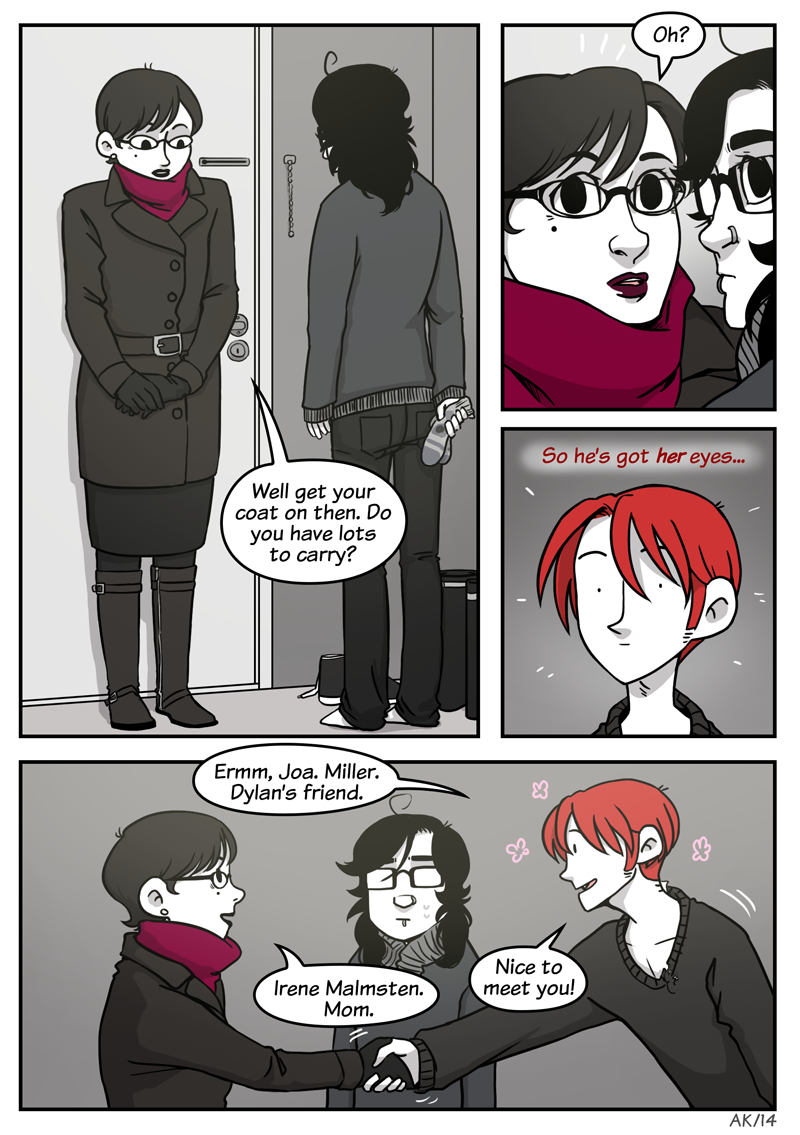 Well get your
coat on then. Do
you have lots
to carry?
Oh?
So he's got her eyes...
Ermm, Joa. Miller.
Dylan's friend.
Irene Malmsten.
Mom.
Nice to
meet you!
AK/14